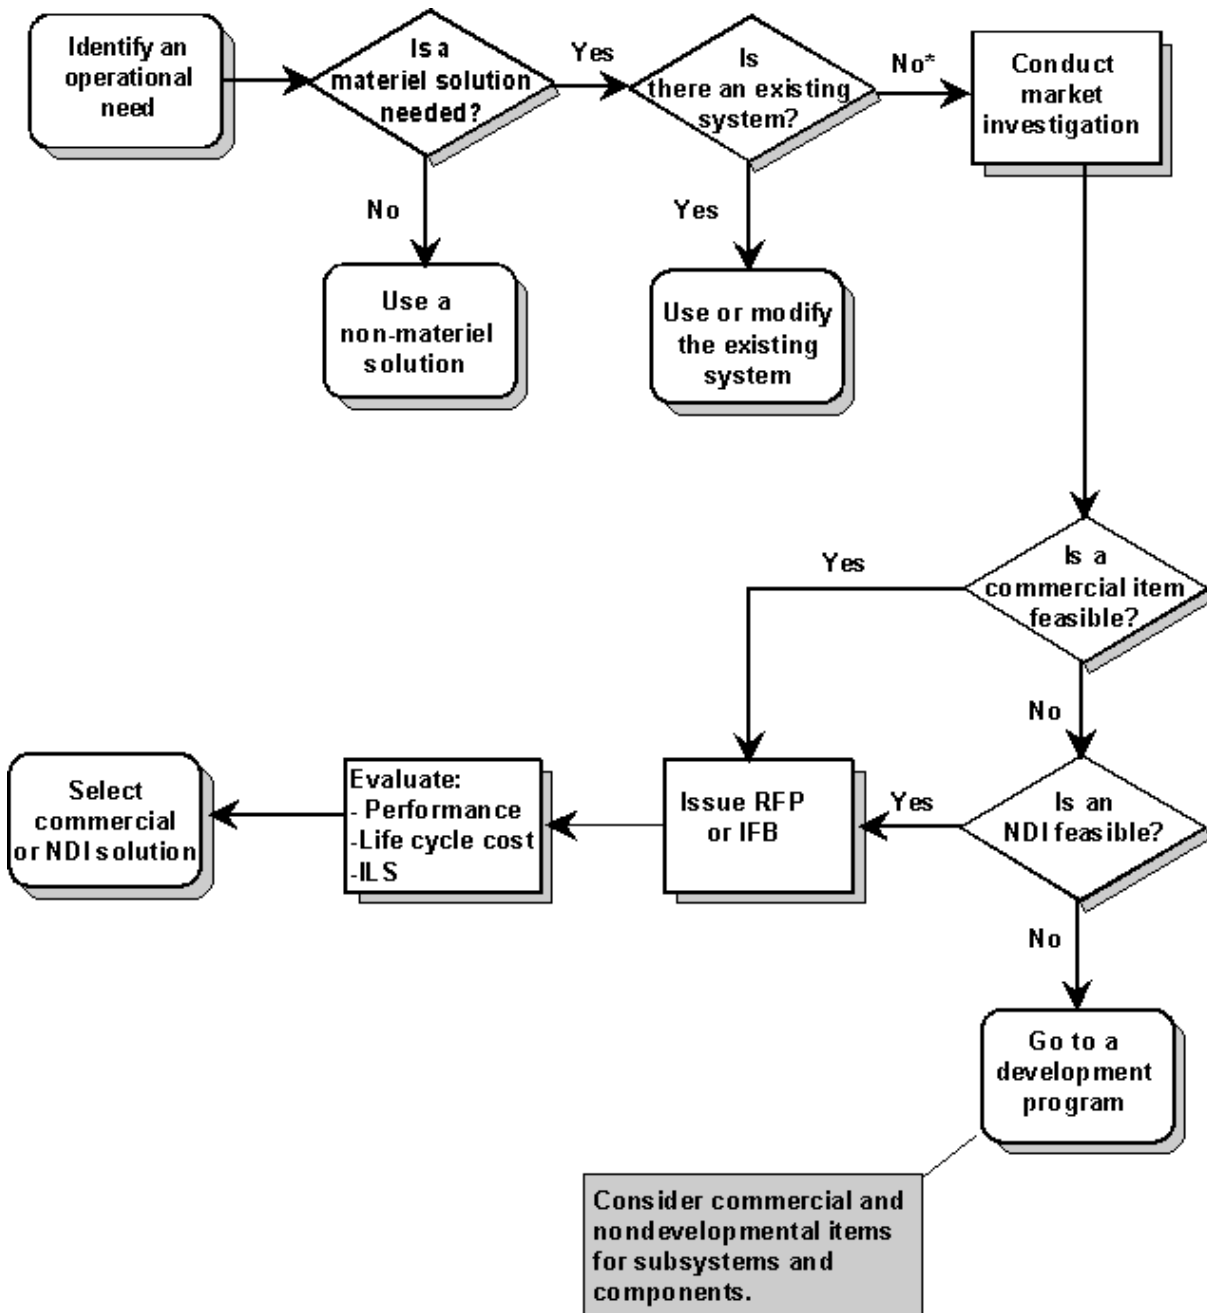 Identify an
operational
need
Is a
materiel solution
needed?
Yes
Is
there an existing
system?
No*
Conduct
market
investigation
No
Yes
Use a
non-materiel
solution
Use or modify
the existing
system
Yes
Is a
commercial item
feasible?
No
Select
commercial
or NDI solution
Evaluate:
- Performance
-Life cycle cost
-ILS
Issue RFP
or IFB
Yes
Is an
NDI feasible?
No
Go to a
development
program
Consider commercial and
nondevelopmental items
for subsystems and
components.